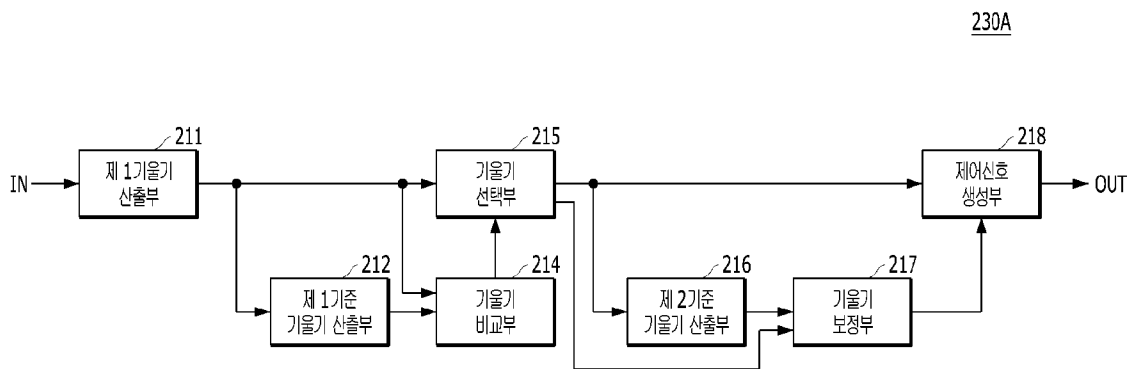 230A
211
215
218
IN
제 1기울기
산출부
기울기
선택부
제어신호
생성부
OUT
212
214
216
217
제 1기준
기울기 산출부
기울기
비교부
제 2기준
기울기 산출부
기울기
보정부